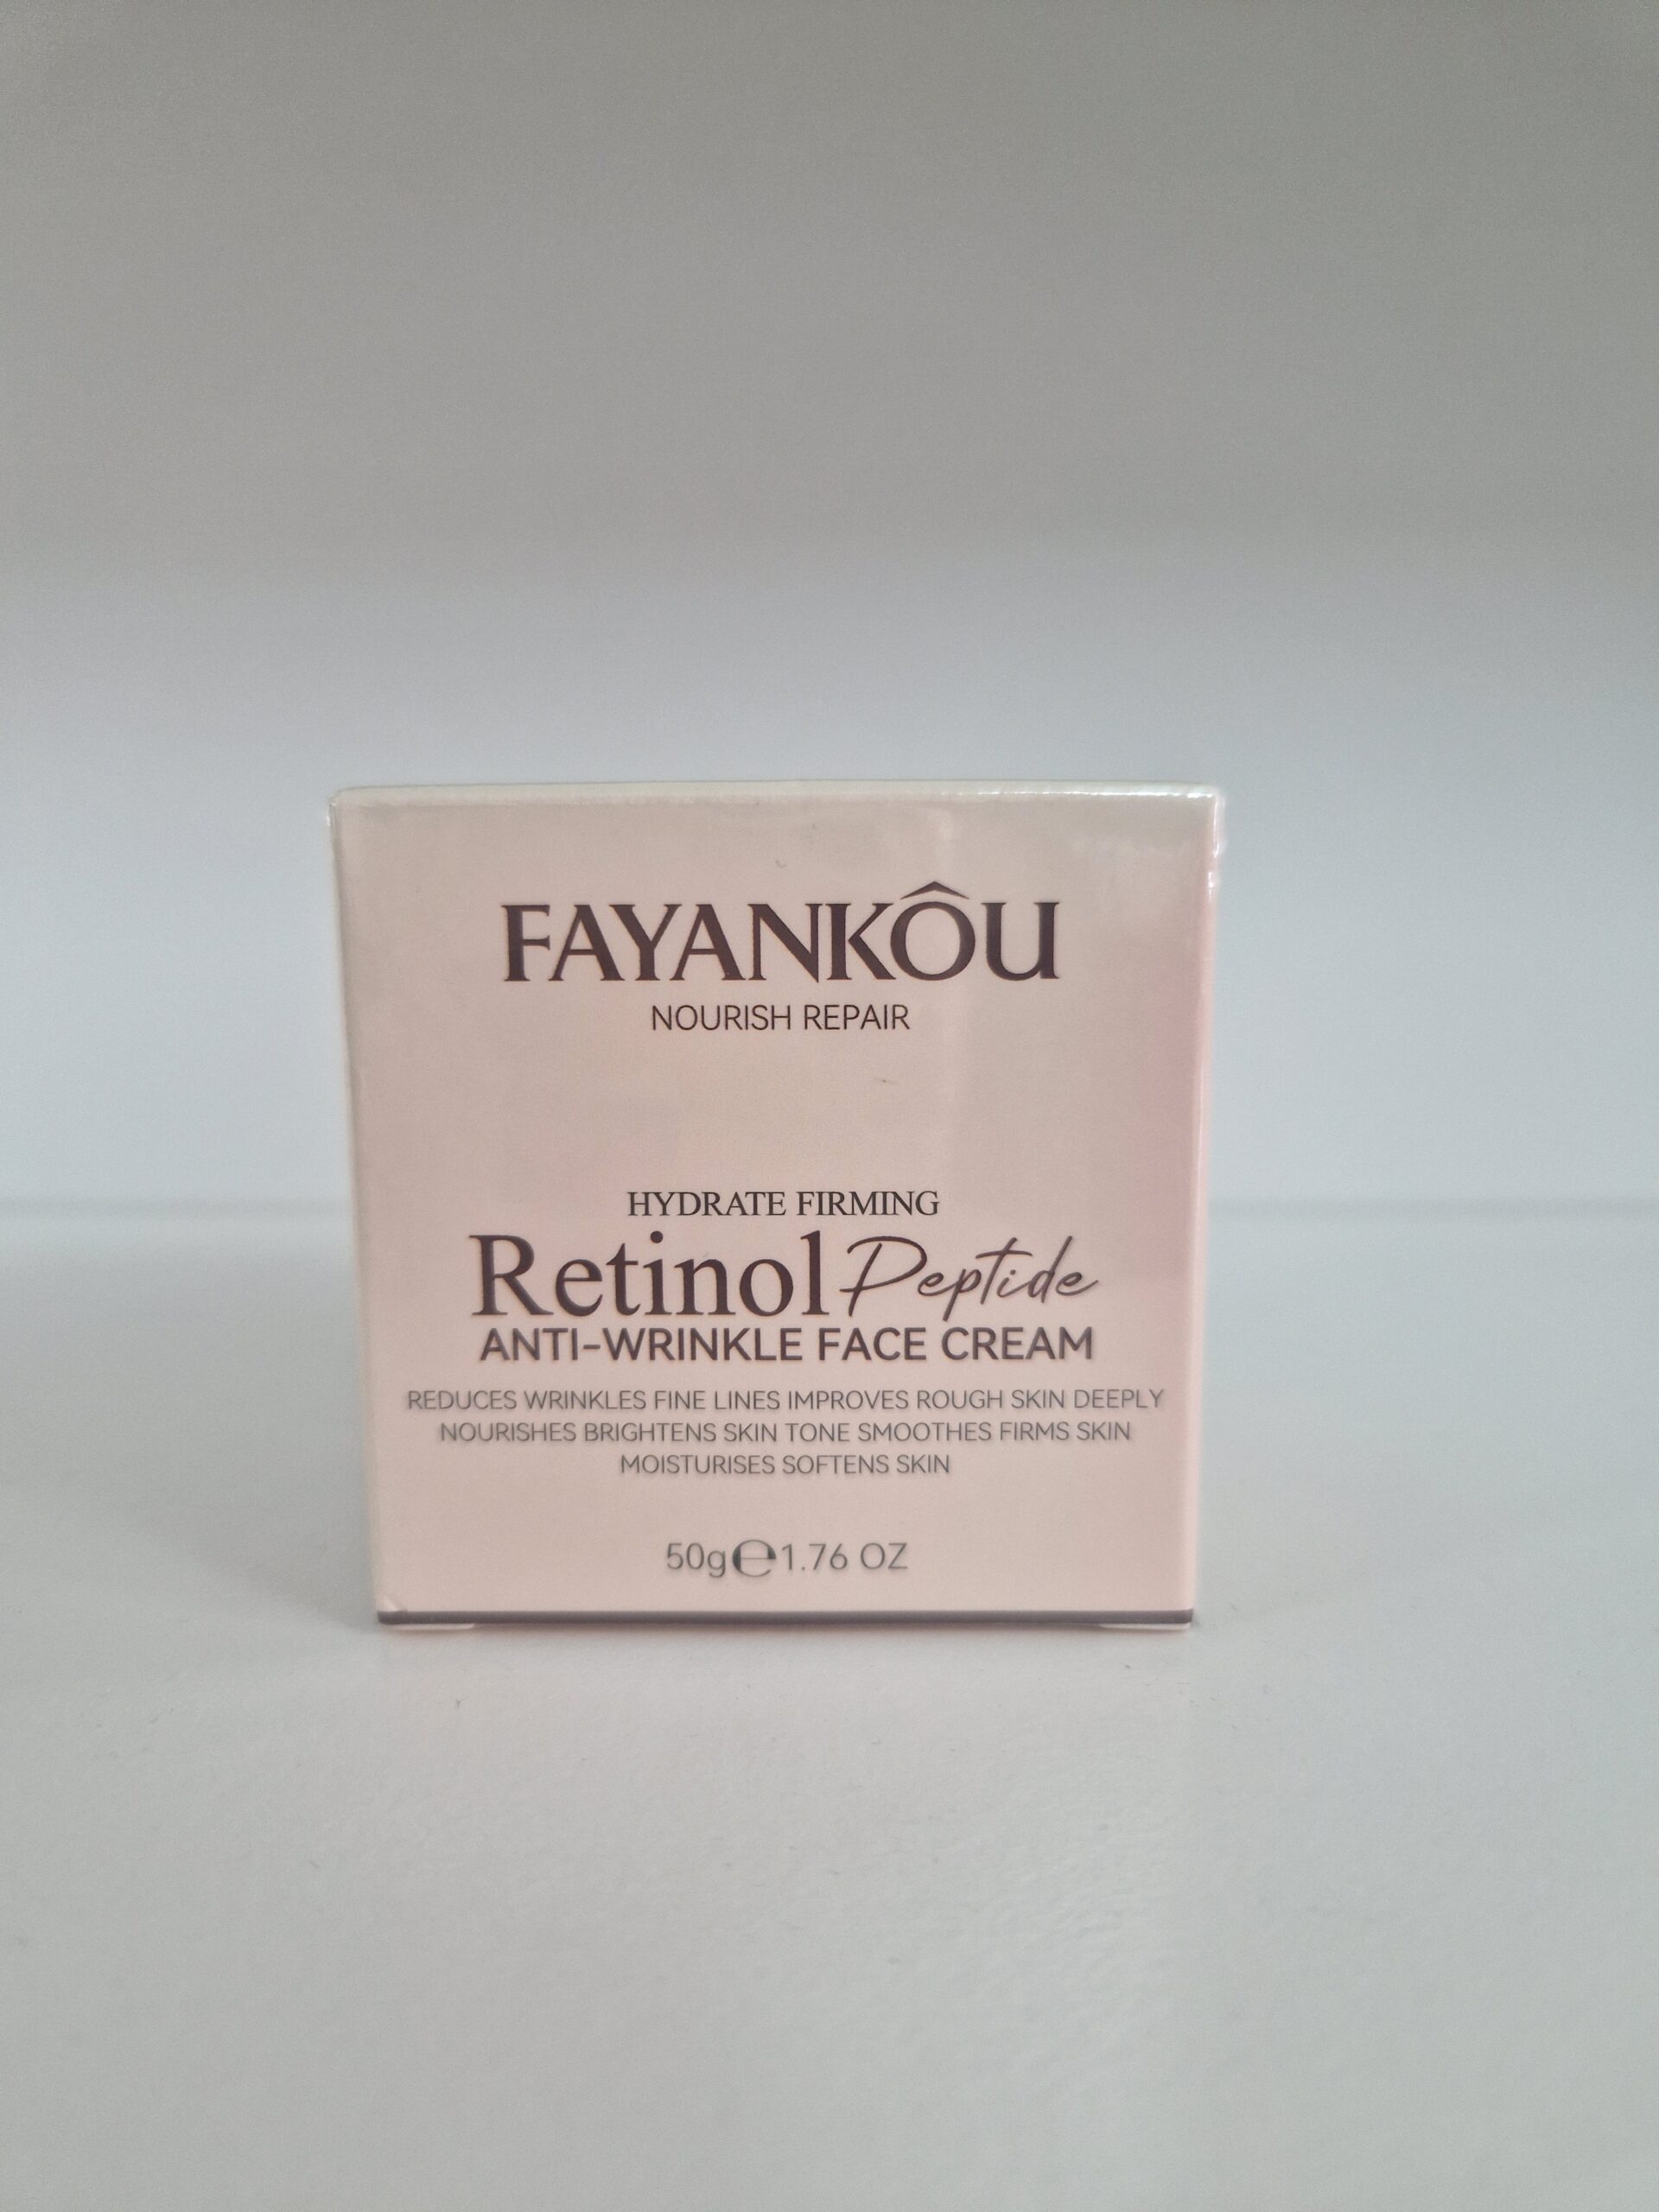 FAYANKÔU
NOURISH REPAIR
HYDRATE FIRMING
Retinol Peptide
ANTI-WRINKLE FACE CREAM
REDUCES WRINKLES FINE LINES IMPROVES ROUGH SKIN DEEPLY
NOURISHES BRIGHTENS SKIN TONE SMOOTHES FIRMS SKIN
MOISTURISES SOFTENS SKIN
50g℮1.76 OZ